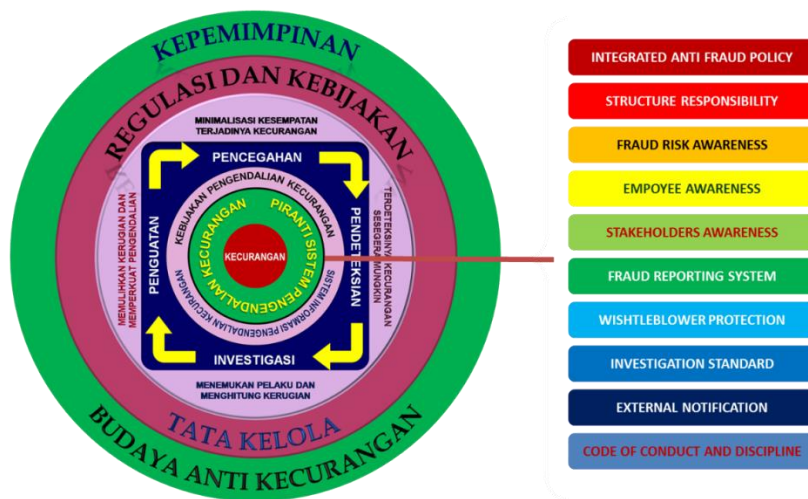 KEPEMIMPINAN
REGULASI DAN KEBIJAKAN
MINIMALISASI KESEMPATAN
TERJADINYA KECURANGAN
PENCEGAHAN
MEMULIHKAN KERUGIAN DAN
MEMPERKUAT PENGENDALIAN
PENGUATAN
KEBIJAKAN PENGENDALIAN KECURANGAN
PIRANTI SISTEM PENGENDALIAN KECURANGAN
KECURANGAN
SISTEM INFORMASI PENGENDALIAN KECURANGAN
PENDETEKSIAN
TERDETEKSINYA KECURANGAN
SESEGERA MUNGKIN
INVESTIGASI
MENEMUKAN PELAKU DAN
MENGHITUNG KERUGIAN
TATA KELOLA
BUDAYA ANTI KECURANGAN
INTEGRATED ANTI FRAUD POLICY
STRUCTURE RESPONSIBILITY
FRAUD RISK AWARENESS
EMPOYEE AWARENESS
STAKEHOLDERS AWARENESS
FRAUD REPORTING SYSTEM
WISHTLEBLOWER PROTECTION
INVESTIGATION STANDARD
EXTERNAL NOTIFICATION
CODE OF CONDUCT AND DISCIPLINE